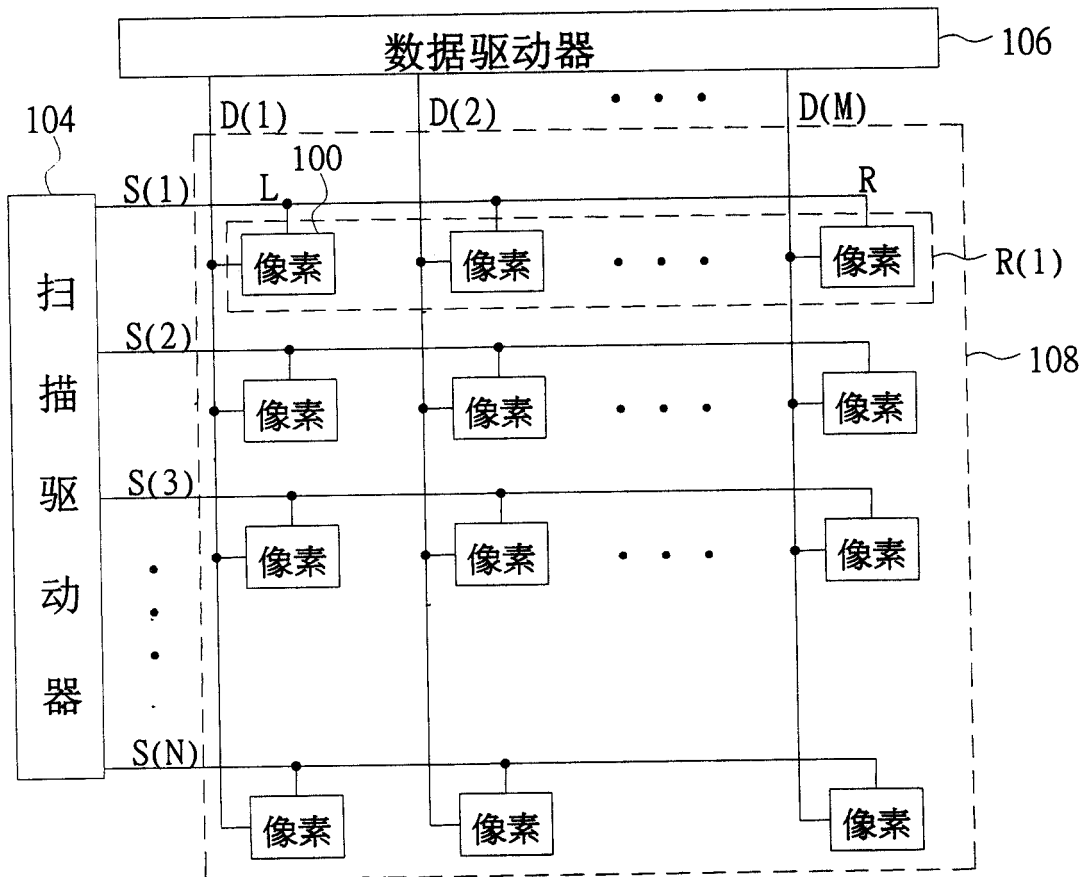 数据驱动器
106
104
D(1)
D(2)
D(M)
100
S(1)
L
R
像素
像素
像素
R(1)
扫描驱动器
S(2)
108
像素
像素
像素
S(3)
像素
像素
像素
S(N)
像素
像素
像素